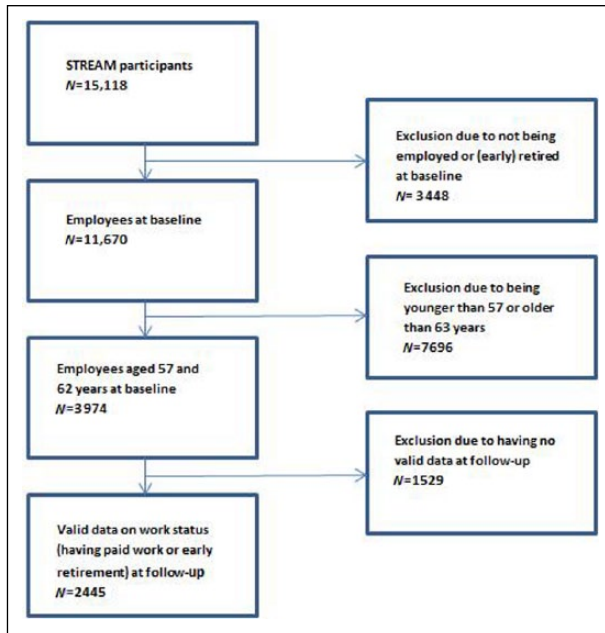 STREAM participants
N=15,118
Exclusion due to not being
employed or (early) retired
at baseline
N= 3448
Employees at baseline
N=11,670
Exclusion due to being
younger than 57 or older
than 63 years
N=7696
Employees aged 57 and
62 years at baseline
N=3974
Exclusion due to having no
valid data at follow-up
N=1529
Valid data on work status
(having paid work or early
retirement) at follow-up
N=2445